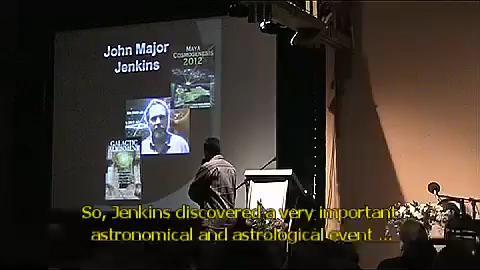 John Major
Jenkins
MAYA
COSMOGENESIS
2012
GALACTIC
ALIGNMENT
So, Jenkins discovered a very important
astronomical and astrological event ...